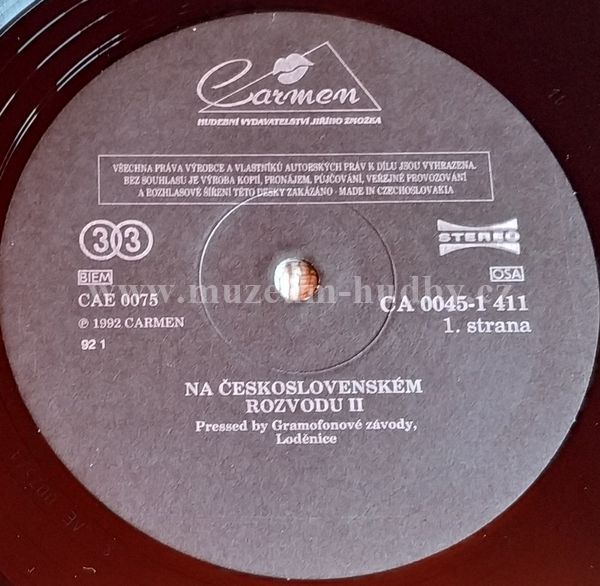 Carmen
HUDEBNÍ VYDAVATELSTVÍ JIŘÍHO ZMOŽKA
VŠECHNA PRÁVA VÝROBCE A VLASTNÍKŮ AUTORSKÝCH PRÁV K DÍLU JSOU VYHRAZENA.
BEZ SOUHLASU JE VÝROBA KOPIÍ, PRONÁJEM, PŮJČOVÁNÍ, VEŘEJNÉ PROVOZOVÁNÍ
A ROZHLASOVÉ ŠÍŘENÍ TÉTO DESKY ZAKÁZÁNO · MADE IN CZECHOSLOVAKIA
33
STEREO
BIEM
OSA
CAE 0075
CA 0045-1 411
℗ 1992 CARMEN
1. strana
92 1
www.muzeum-hudby.cz
NA ČESKOSLOVENSKÉM
ROZVODU II
Pressed by Gramofonové závody,
Loděnice